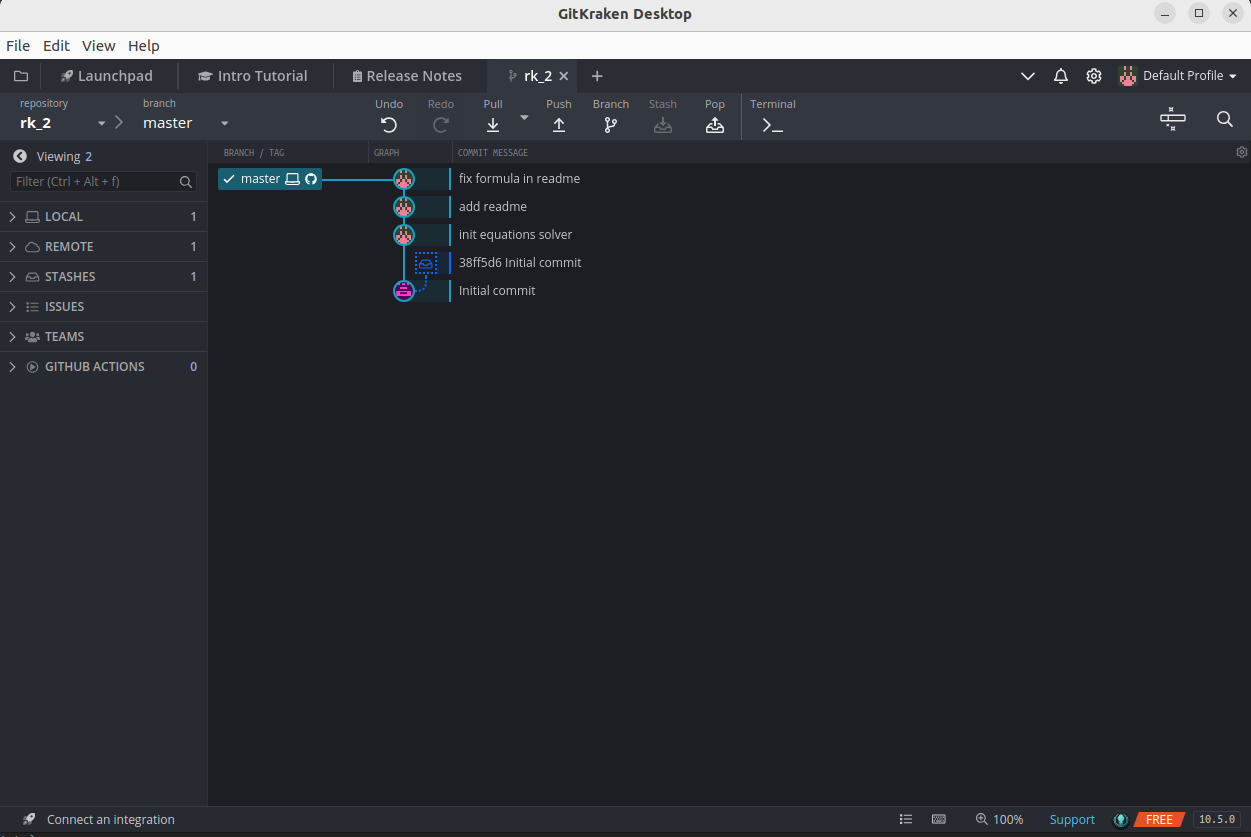 GitKraken Desktop
File Edit View Help
Launchpad Intro Tutorial Release Notes rk_2 Default Profile
repository branch Undo Redo Pull Push Branch Stash Pop Terminal
rk_2 master
Viewing 2 BRANCH / TAG GRAPH COMMIT MESSAGE
Filter (Ctrl + Alt + f) master fix formula in readme
add readme
LOCAL 1
init equations solver
REMOTE 1
38ff5d6 Initial commit
STASHES 1
Initial commit
ISSUES
TEAMS
GITHUB ACTIONS 0
Connect an integration 100% Support FREE 10.5.0